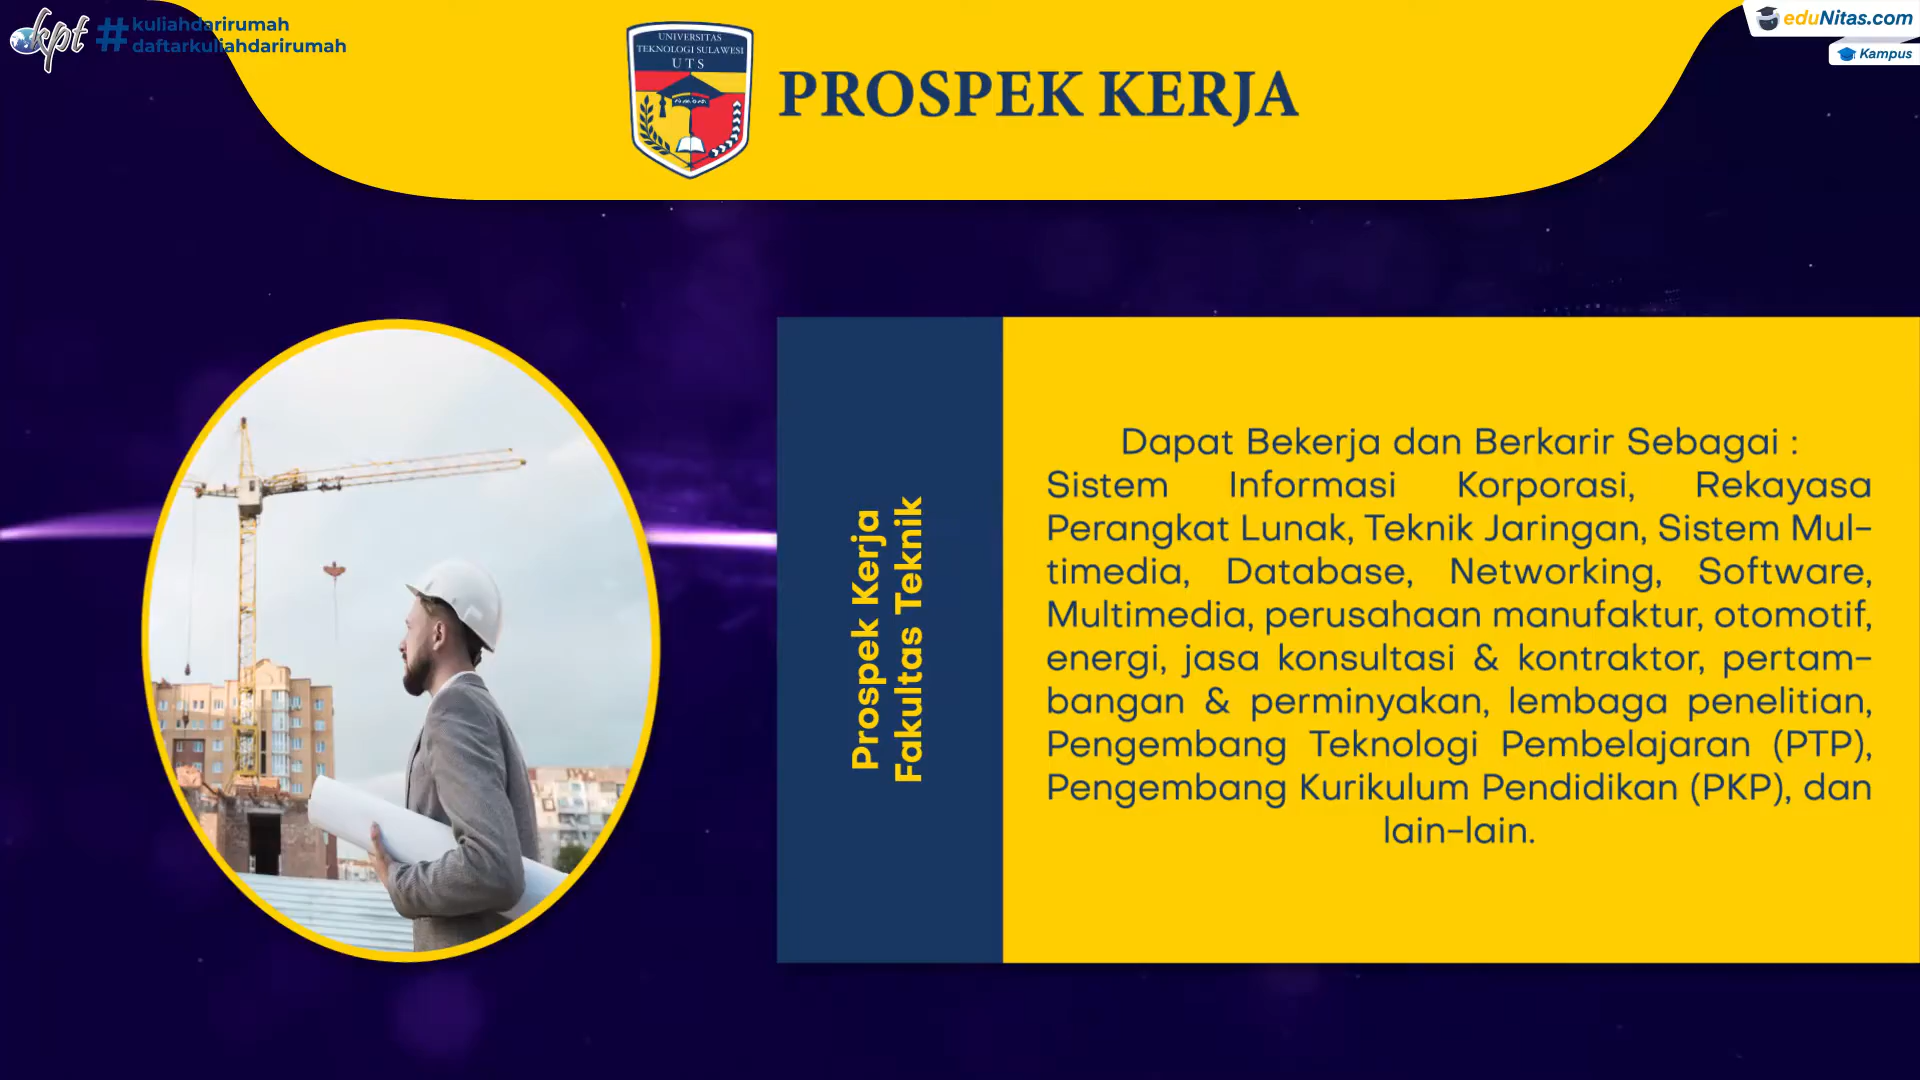 kpt
#kuliahdarirumah
daftarkuliahdarirumah
UNIVERSITAS
TEKNOLOGI SULAWESI
UTS
PROSPEK KERJA
eduNitas.com
Kampus
Prospek Kerja
Fakultas Teknik
Dapat Bekerja dan Berkarir Sebagai :
Sistem Informasi Korporasi, Rekayasa
Perangkat Lunak, Teknik Jaringan, Sistem Mul-
timedia, Database, Networking, Software,
Multimedia, perusahaan manufaktur, otomotif,
energi, jasa konsultasi & kontraktor, pertam-
bangan & perminyakan, lembaga penelitian,
Pengembang Teknologi Pembelajaran (PTP),
Pengembang Kurikulum Pendidikan (PKP), dan
lain-lain.